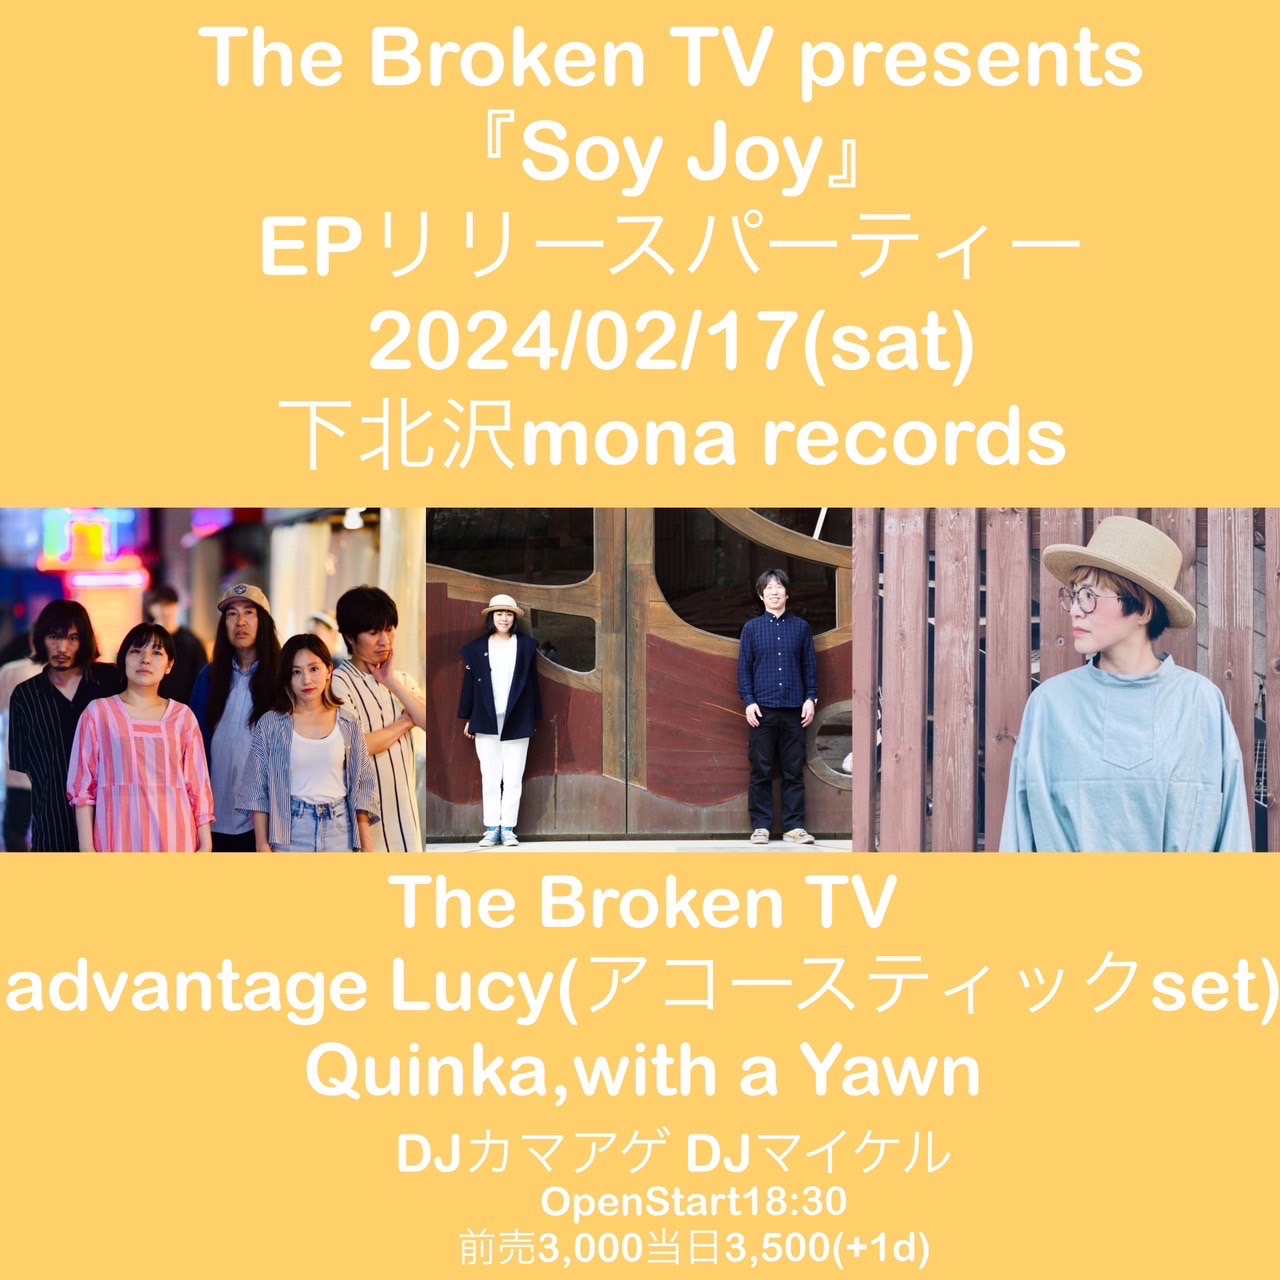 The Broken TV presents
『Soy Joy』
EPリリースパーティー
2024/02/17(sat)
下北沢mona records
The Broken TV
advantage Lucy(アコースティックset)
Quinka,with a Yawn
DJカマアゲ DJマイケル
OpenStart18:30
前売3,000当日3,500(+1d)